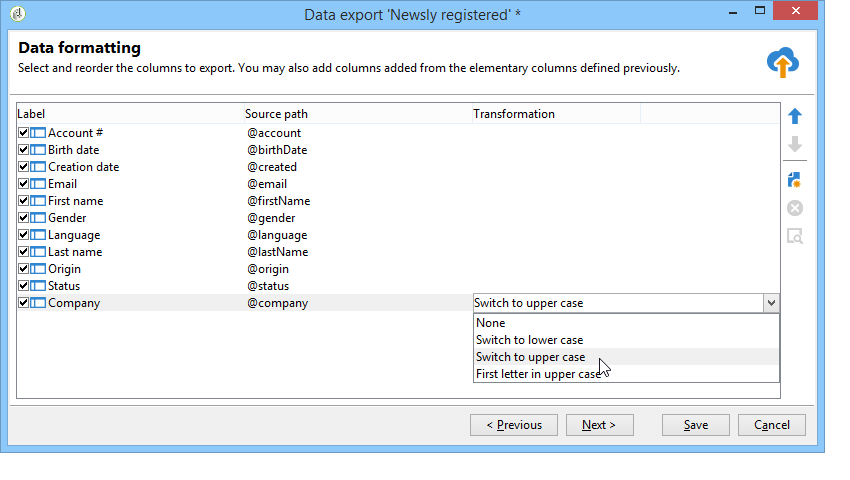 Data export 'Newsly registered' *
Data formatting
Select and reorder the columns to export. You may also add columns added from the elementary columns defined previously.
Label Source path Transformation
Account # @account
Birth date @birthDate
Creation date @created
Email @email
First name @firstName
Gender @gender
Language @language
Last name @lastName
Origin @origin
Status @status
Company @company Switch to upper case
None
Switch to lower case
Switch to upper case
First letter in upper case
< Previous Next > Save Cancel